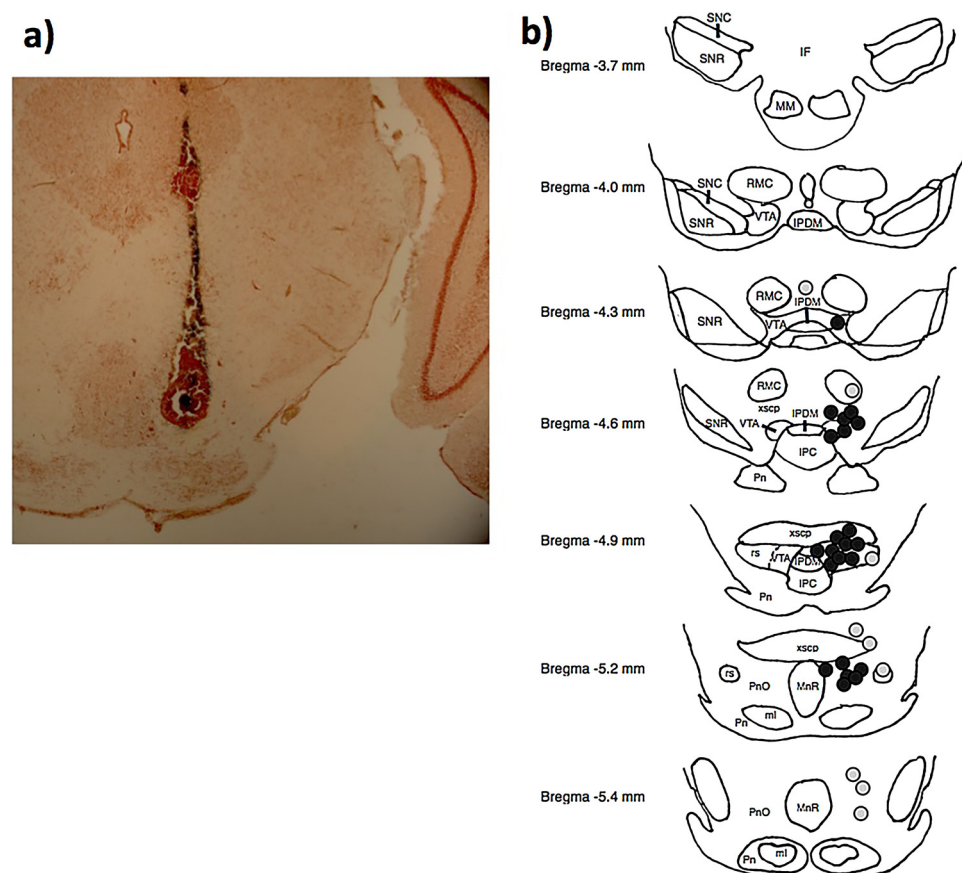 a)
b)
Bregma -3.7 mm
SNC
SNR
IF
MM
Bregma -4.0 mm
SNC
RMC
SNR
VTA
IPDM
Bregma -4.3 mm
RMC
IPDM
SNR
VTA
Bregma -4.6 mm
RMC
xscp
IPDM
SNR
VTA
IPC
Pn
Bregma -4.9 mm
xscp
rs
VTA
IPDM
IPC
Pn
Bregma -5.2 mm
xscp
rs
PnO
MnR
ml
Pn
Bregma -5.4 mm
PnO
MnR
Pn
ml